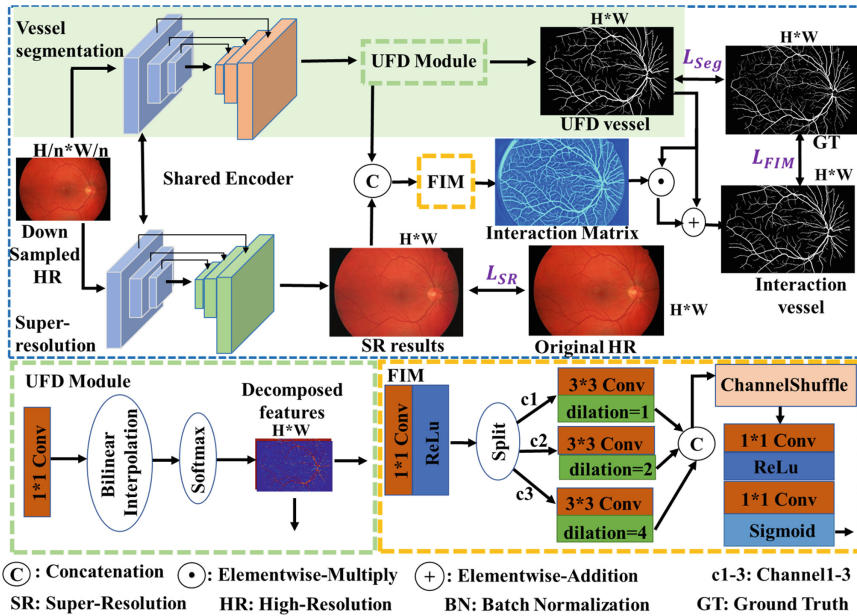 Vessel
segmentation
H/n*W/n
Down
Sampled
HR
Shared Encoder
Super-
resolution
UFD Module
C
FIM
H*W
UFD vessel
L_Seg
H*W
GT
L_FIM
H*W
Interaction
vessel
Interaction Matrix
•
+
H*W
SR results
L_SR
H*W
Original HR
UFD Module
1*1 Conv
Bilinear
Interpolation
Softmax
Decomposed
features
H*W
FIM
1*1 Conv
ReLu
Split
c1
c2
c3
3*3 Conv
dilation=1
3*3 Conv
dilation=2
3*3 Conv
dilation=4
C
ChannelShuffle
1*1 Conv
ReLu
1*1 Conv
Sigmoid
C : Concatenation • : Elementwise-Multiply + : Elementwise-Addition c1-3: Channel1-3
SR: Super-Resolution HR: High-Resolution BN: Batch Normalization GT: Ground Truth